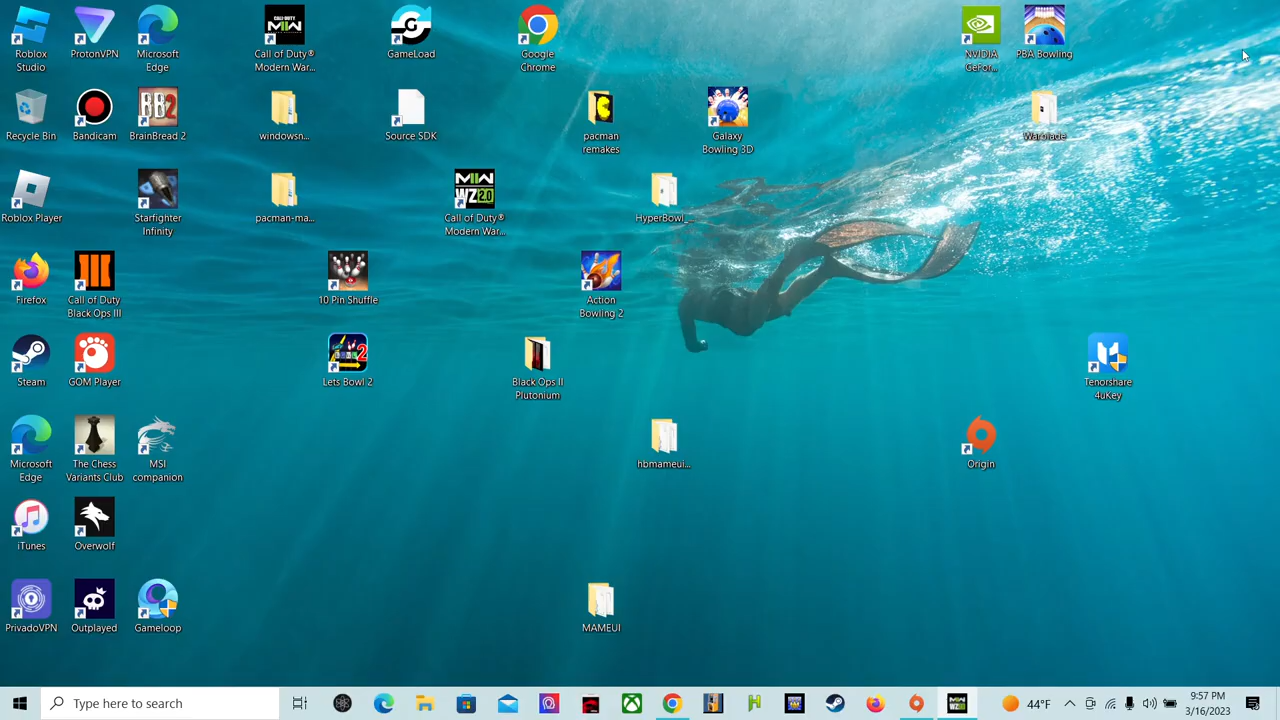 Roblox
Studio
ProtonVPN
Microsoft
Edge
Call of Duty®
Modern War...
GameLoad
Google
Chrome
NVIDIA
GeFor...
PBA Bowling
Recycle Bin
Bandicam
BrainBread 2
windowsn...
Source SDK
pacman
remakes
Galaxy
Bowling 3D
Warblade
Roblox Player
Starfighter
Infinity
pacman-ma...
Call of Duty®
Modern War...
HyperBowl_...
Firefox
Call of Duty
Black Ops III
10 Pin Shuffle
Action
Bowling 2
Steam
GOM Player
Lets Bowl 2
Black Ops II
Plutonium
Tenorshare
4uKey
Microsoft
Edge
The Chess
Variants Club
MSI
companion
hbmameui...
Origin
iTunes
Overwolf
PrivadoVPN
Outplayed
Gameloop
MAMEUI
Type here to search
44°F
9:57 PM
3/16/2023